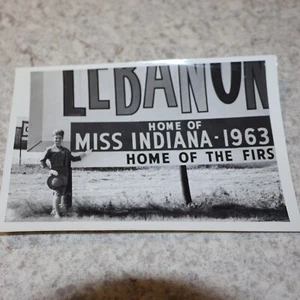 LEBANON
HOME OF
MISS INDIANA - 1963
HOME OF THE FIRS